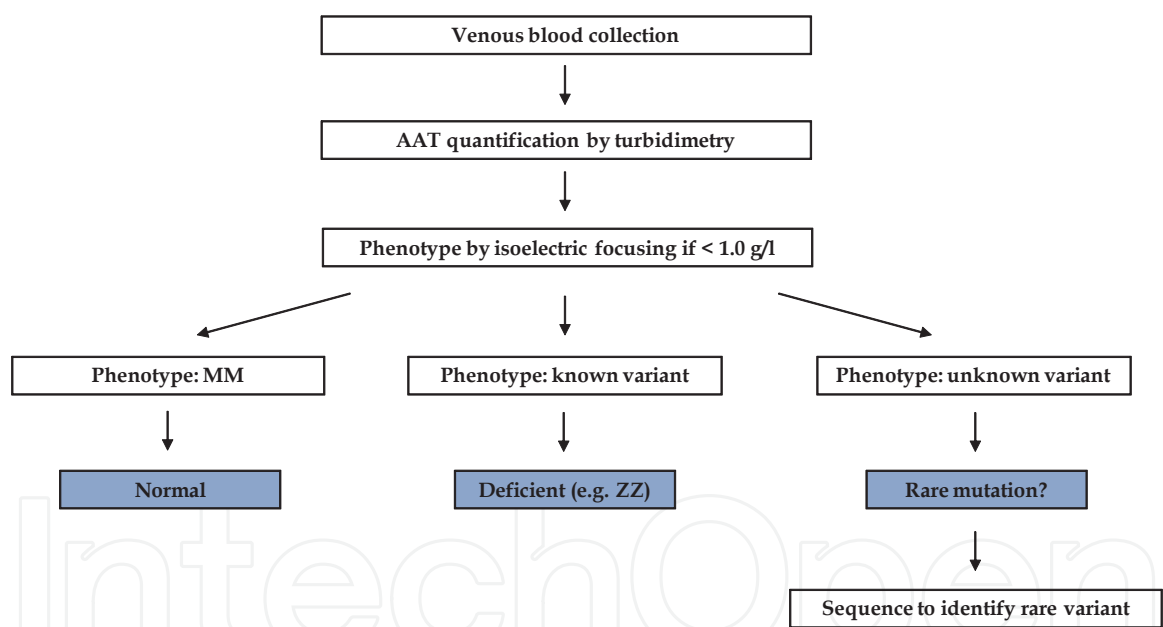 Venous blood collection
AAT quantification by turbidimetry
Phenotype by isoelectric focusing if < 1.0 g/l
Phenotype: MM
Phenotype: known variant
Phenotype: unknown variant
Normal
Deficient (e.g. ZZ)
Rare mutation?
IntechOpen
Sequence to identify rare variant